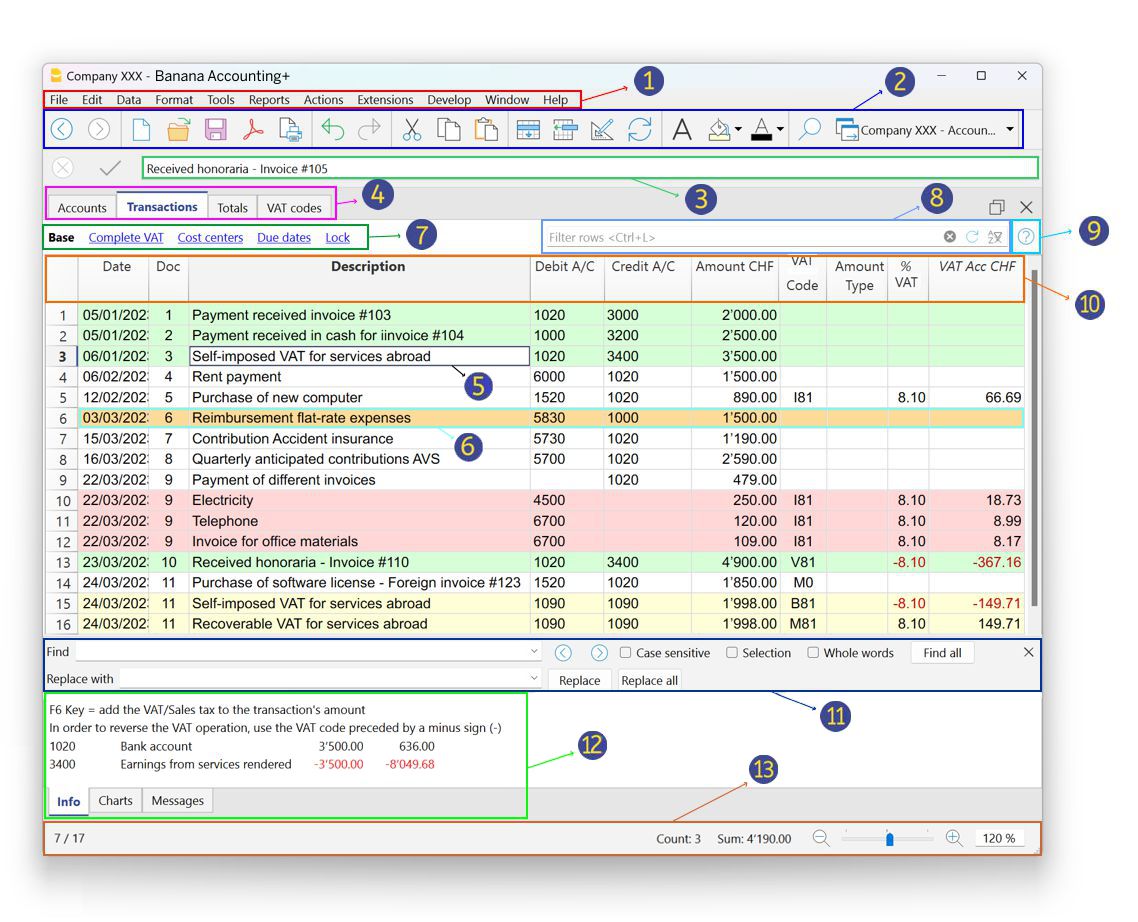 Company XXX - Banana Accounting+
1
2
File Edit Data Format Tools Reports Actions Extensions Develop Window Help
Company XXX - Accoun...
Received honoraria - Invoice #105
3
4
8
Accounts Transactions Totals VAT codes
7
9
Base Complete VAT Cost centers Due dates Lock
Filter rows <Ctrl+L>
Date Doc Description Debit A/C Credit A/C Amount CHF VAT Code Amount Type % VAT VAT Acc CHF
10
1 05/01/202 1 Payment received invoice #103 1020 3000 2'000.00
2 05/01/202 2 Payment received in cash for iinvoice #104 1000 3200 2'500.00
3 06/01/202 3 Self-imposed VAT for services abroad 1020 3400 3'500.00
4 06/02/202 4 Rent payment 6000 1020 1'500.00
5
5 12/02/202 5 Purchase of new computer 1520 1020 890.00 I81 8.10 66.69
6 03/03/202 6 Reimbursement flat-rate expenses 5830 1000 1'500.00
6
7 15/03/202 7 Contribution Accident insurance 5730 1020 1'190.00
8 16/03/202 8 Quarterly anticipated contributions AVS 5700 1020 2'590.00
9 22/03/202 9 Payment of different invoices 1020 479.00
10 22/03/202 9 Electricity 4500 250.00 I81 8.10 18.73
11 22/03/202 9 Telephone 6700 120.00 I81 8.10 8.99
12 22/03/202 9 Invoice for office materials 6700 109.00 I81 8.10 8.17
13 23/03/202 10 Received honoraria - Invoice #110 1020 3400 4'900.00 V81 -8.10 -367.16
14 24/03/202 11 Purchase of software license - Foreign invoice #123 1520 1020 1'850.00 M0
15 24/03/202 11 Self-imposed VAT for services abroad 1090 1090 1'998.00 B81 -8.10 -149.71
16 24/03/202 11 Recoverable VAT for services abroad 1090 1090 1'998.00 M81 8.10 149.71
Find Case sensitive Selection Whole words Find all
Replace with Replace Replace all
11
F6 Key = add the VAT/Sales tax to the transaction's amount
In order to reverse the VAT operation, use the VAT code preceded by a minus sign (-)
1020 Bank account 3'500.00 636.00
12
3400 Earnings from services rendered -3'500.00 -8'049.68
13
Info Charts Messages
7 / 17 Count: 3 Sum: 4'190.00 120 %